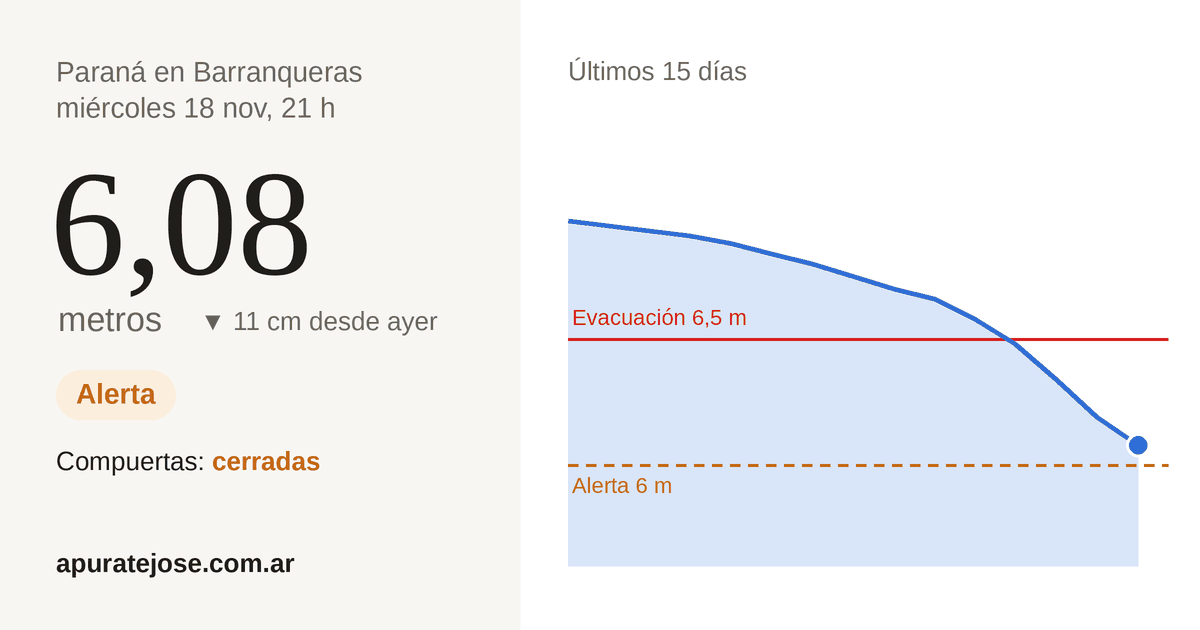 Paraná en Barranqueras
miércoles 18 nov, 21 h
6,08
metros ▼ 11 cm desde ayer
Alerta
Compuertas: cerradas
apuratejose.com.ar
Últimos 15 días
Evacuación 6,5 m
Alerta 6 m